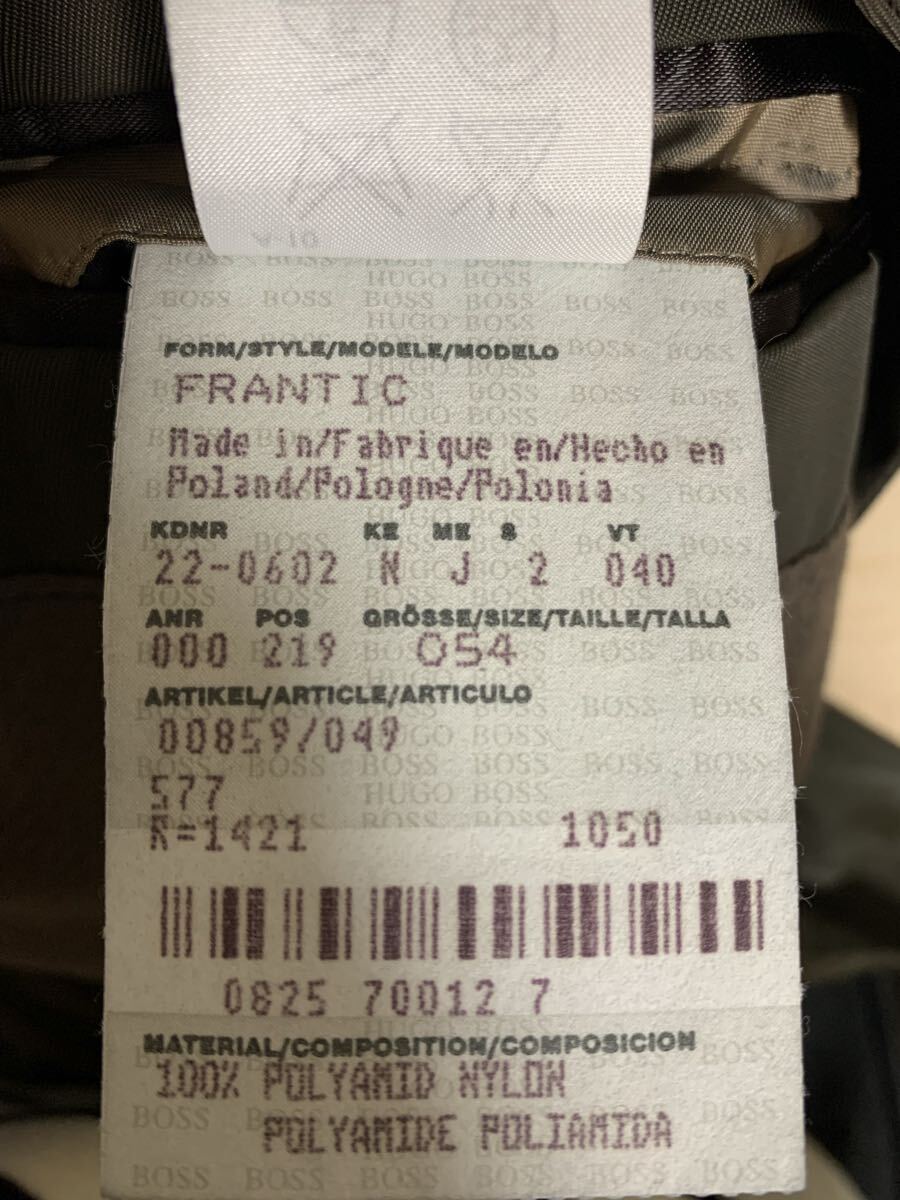 FORM/STYLE/MODELE/MODELO
FRANTIC
Made in/Fabrique en/Hecho en
Poland/Pologne/Polonia
KDNR KE ME S VT
22-0602 N J 2 040
ANR POS GRÖSSE/SIZE/TAILLE/TALLA
000 219 054
ARTIKEL/ARTICLE/ARTICULO
00859/049
577
R=1421 1050
0825 70012 7
MATERIAL/COMPOSITION/COMPOSICION
100% POLYAMID NYLON
POLYAMIDE POLIAMIDA